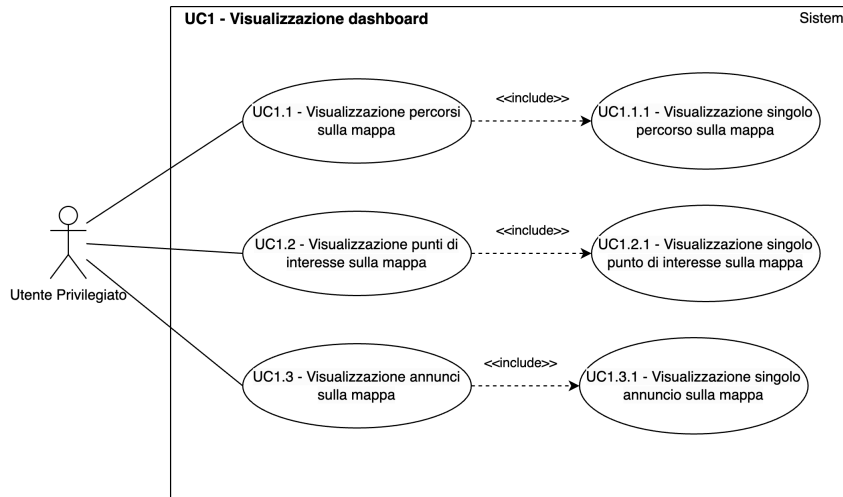 UC1 - Visualizzazione dashboard
Sistem
<<include>>
UC1.1 - Visualizzazione percorsi
sulla mappa
UC1.1.1 - Visualizzazione singolo
percorso sulla mappa
<<include>>
UC1.2 - Visualizzazione punti di
interesse sulla mappa
UC1.2.1 - Visualizzazione singolo
punto di interesse sulla mappa
Utente Privilegiato
<<include>>
UC1.3 - Visualizzazione annunci
sulla mappa
UC1.3.1 - Visualizzazione singolo
annuncio sulla mappa